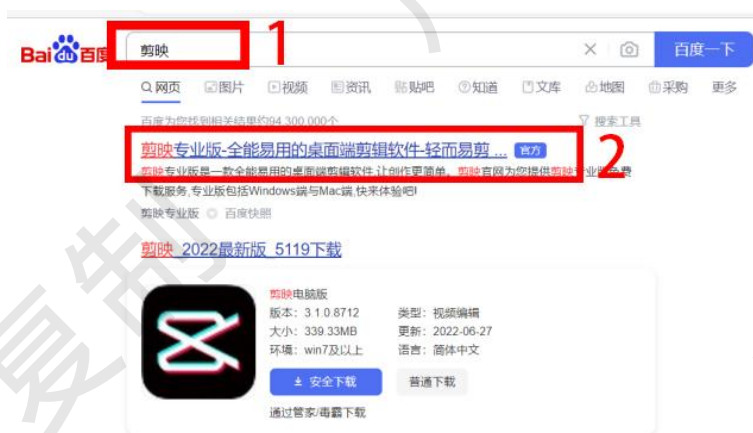 Bai du 百度
剪映
1
百度一下
网页 图片 视频 资讯 贴吧 知道 文库 地图 采购 更多
百度为您找到相关结果约94,300,000个
搜索工具
剪映专业版-全能易用的桌面端剪辑软件-轻而易剪 ... 官方
2
剪映专业版是一款全能易用的桌面端剪辑软件,让创作更简单。剪映官网为您提供剪映专业版免费
下载服务,专业版包括Windows端与Mac端,快来体验吧!
剪映专业版 百度快照
剪映_2022最新版_5119下载
剪映电脑版
版本: 3.1.0.8712 类型: 视频编辑
大小: 339.33MB 更新: 2022-06-27
环境: win7及以上 语言: 简体中文
安全下载 普通下载
通过管家/毒霸下载
复制